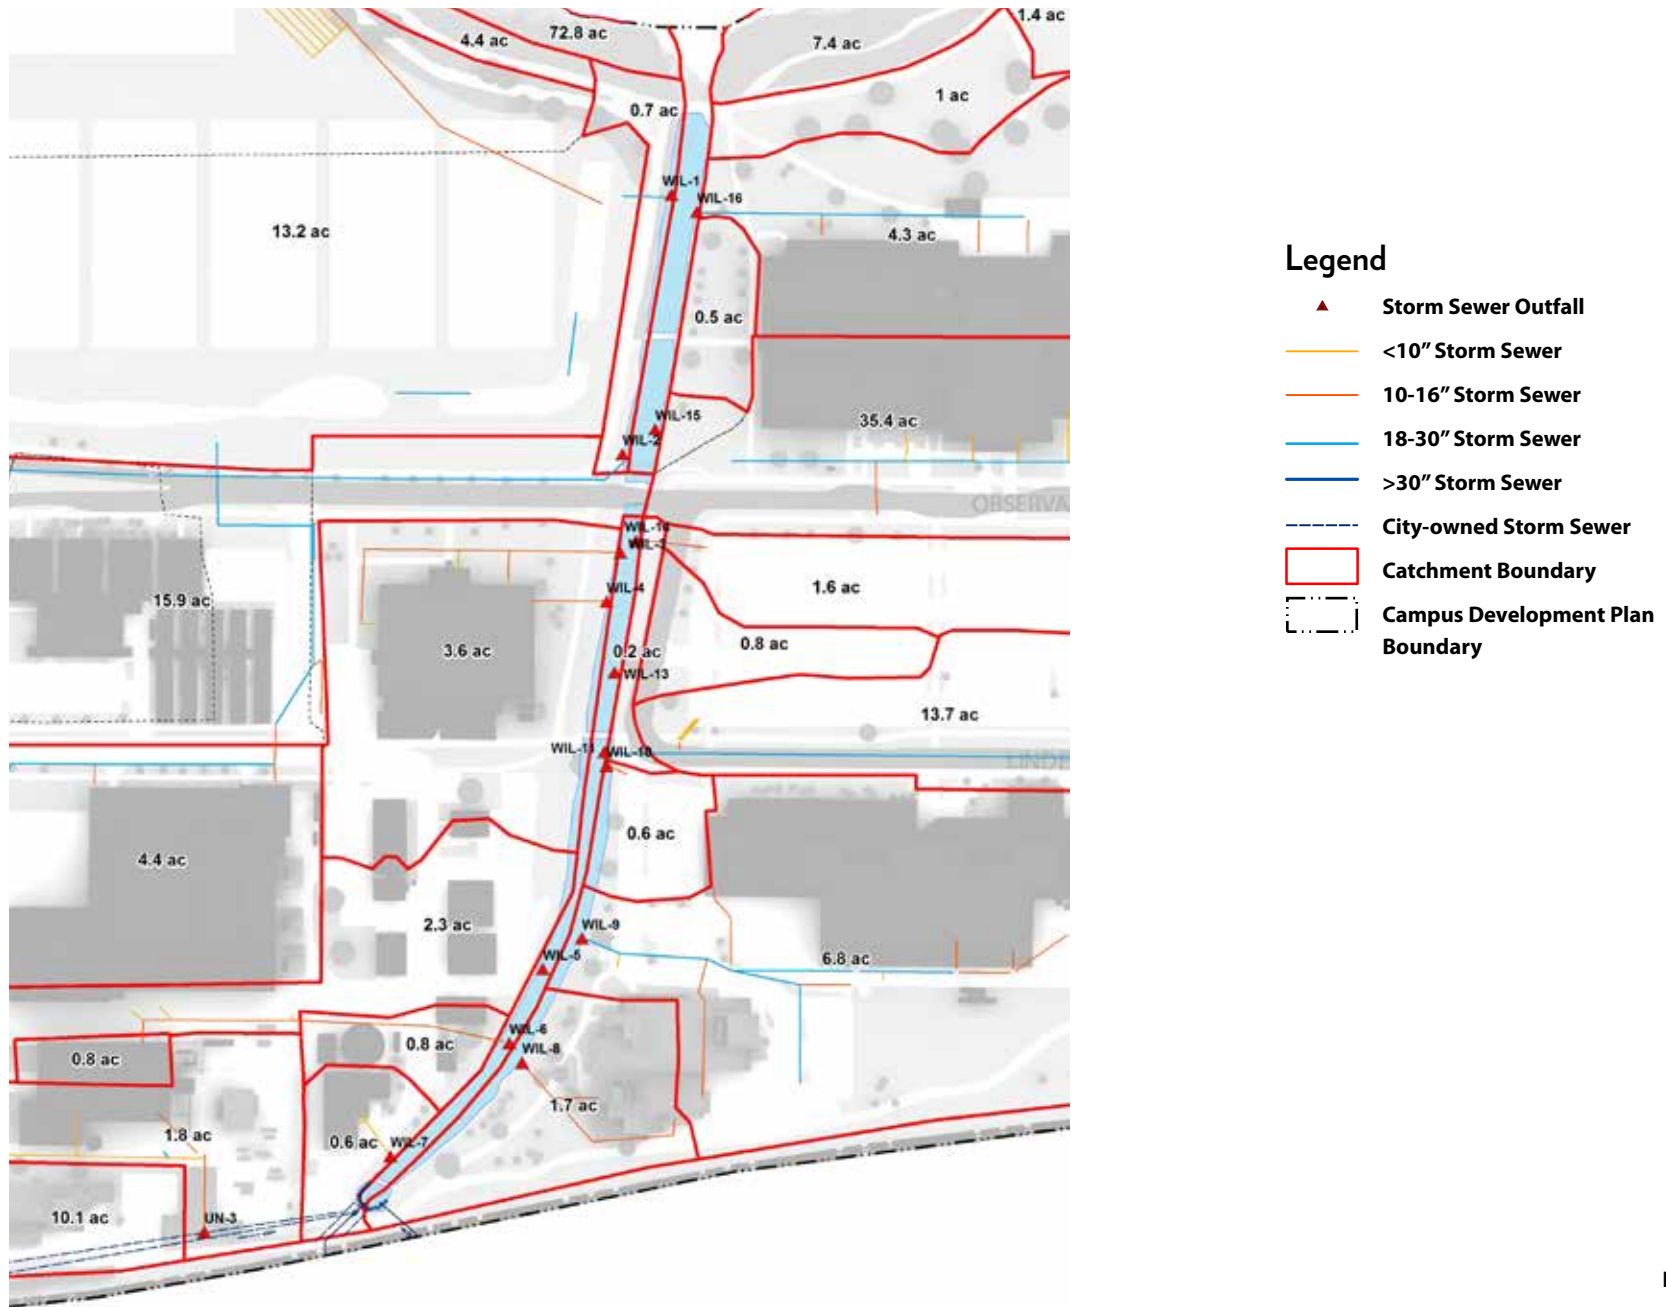 1.4 ac
72.8 ac
4.4 ac
7.4 ac
1 ac
0.7 ac
WIL-1
WIL-16
13.2 ac
4.3 ac
0.5 ac
WIL-15
35.4 ac
WIL-2
OBSERVA
WIL-14
WIL-3
WIL-4
1.6 ac
15.9 ac
3.6 ac
0.2 ac
0.8 ac
WIL-13
13.7 ac
WIL-11
WIL-10
LINDE
0.6 ac
4.4 ac
2.3 ac
WIL-9
WIL-5
6.8 ac
WIL-6
0.8 ac
WIL-8
0.8 ac
1.7 ac
1.8 ac
0.6 ac
WIL-7
10.1 ac
UN-3
Legend
Storm Sewer Outfall
<10” Storm Sewer
10-16” Storm Sewer
18-30” Storm Sewer
>30” Storm Sewer
City-owned Storm Sewer
Catchment Boundary
Campus Development Plan
Boundary